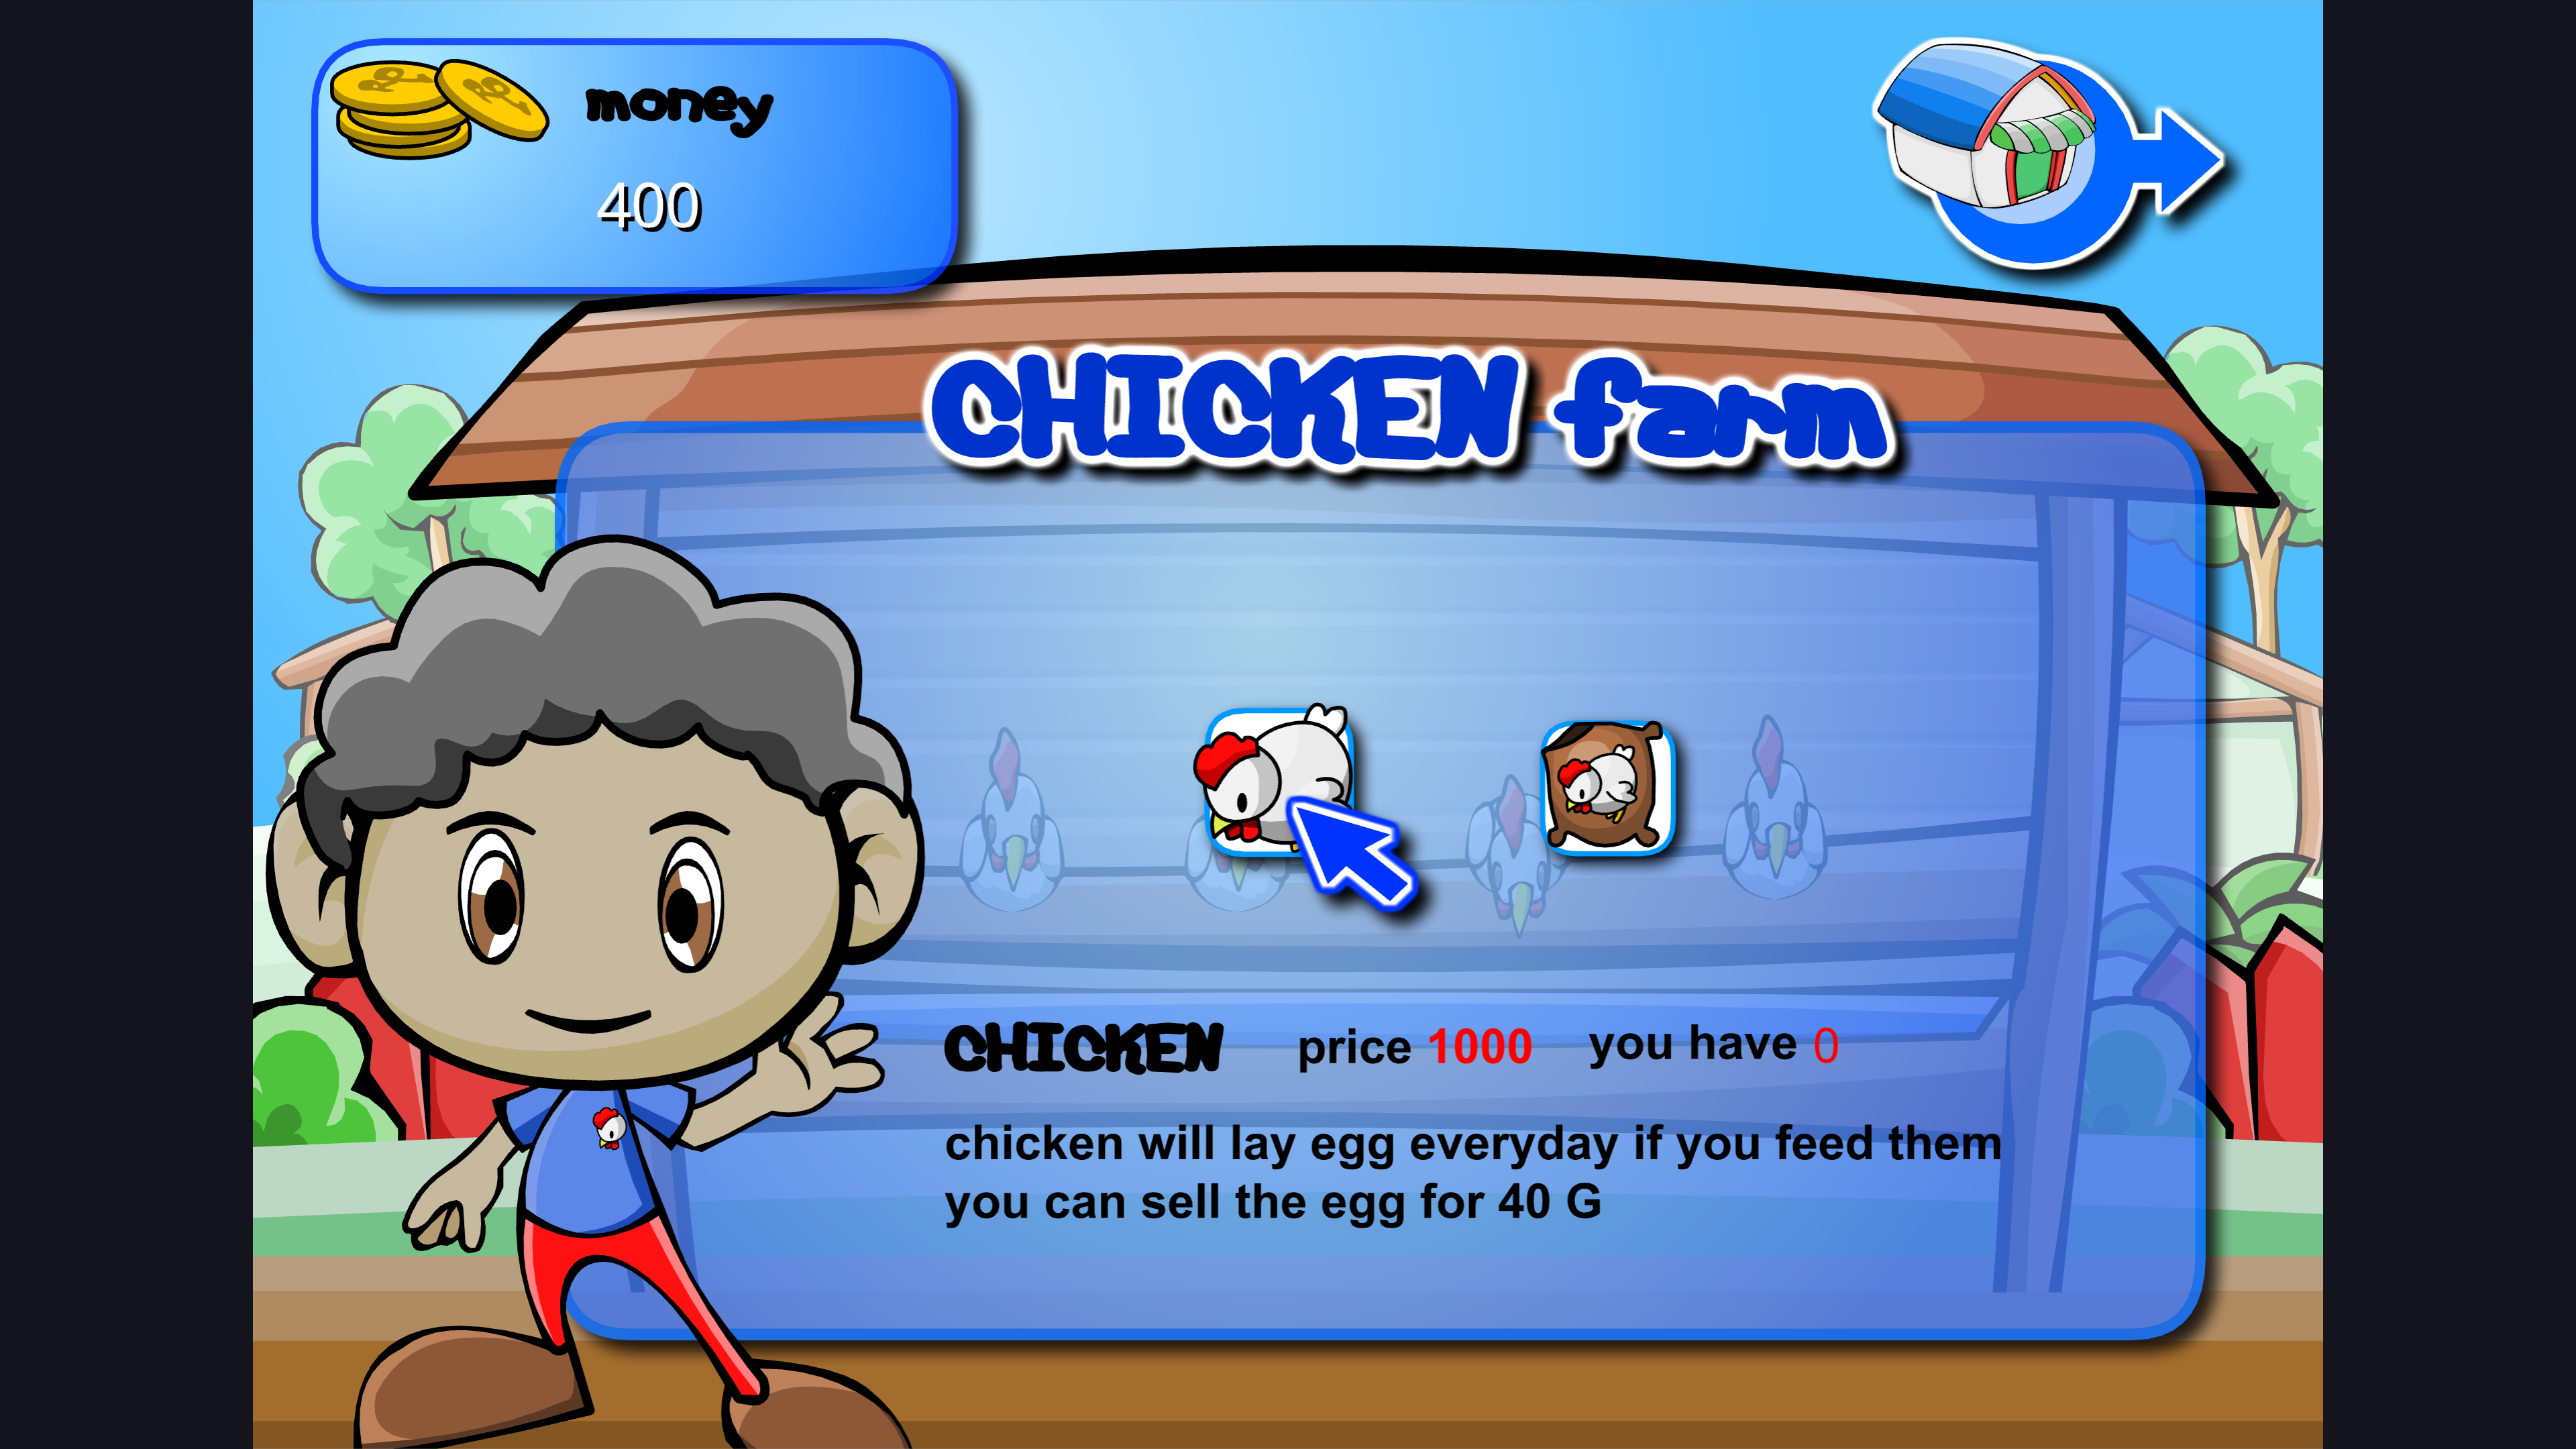 money
400
CHICKEN farm
CHICKEN price 1000 you have 0
chicken will lay egg everyday if you feed them
you can sell the egg for 40 G